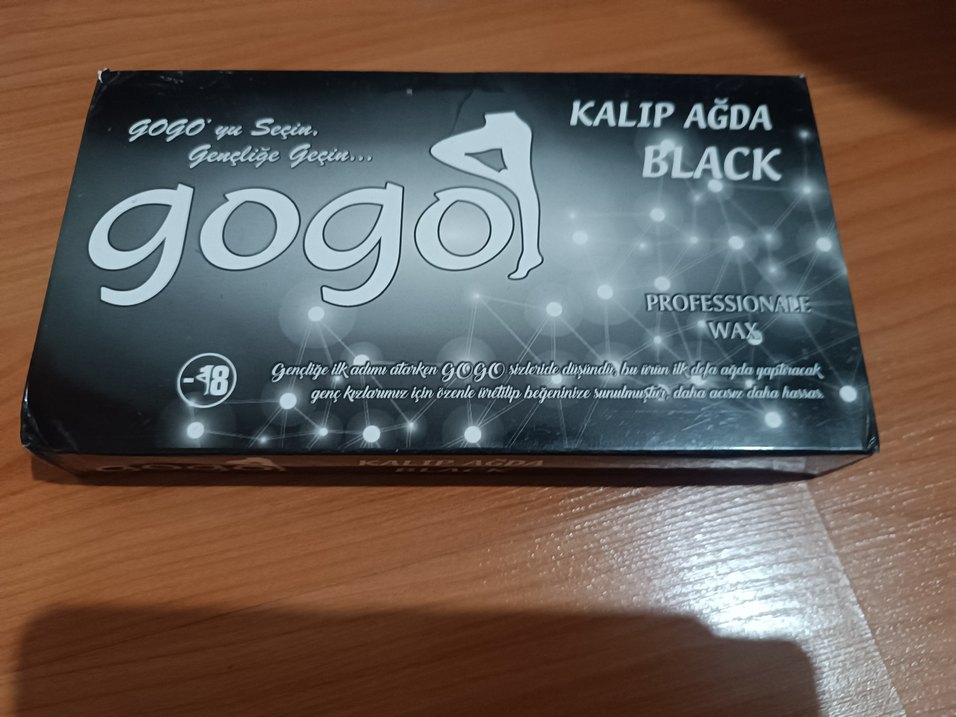 GOGO'yu Seçin,
Gençliğe Geçin...
gogo
KALIP AĞDA
BLACK
PROFESSIONALE
WAX
-18
Gençliğe ilk adımı atarken GOGO sizleride düşündü, bu ürün ilk defa ağda yaptıracak
genç kızlarımız için özenle üretilip beğeninize sunulmuştur, daha acısız daha hassas.
gogo
KALIP AĞDA
BLACK